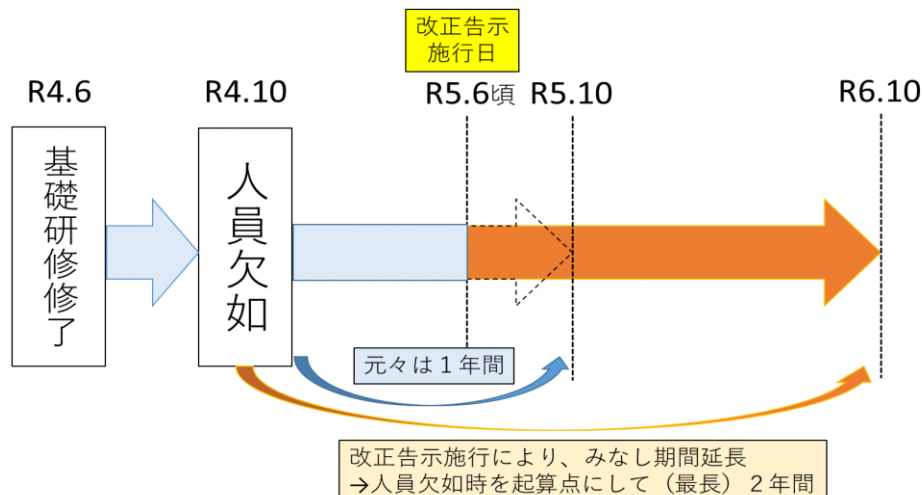 改正告示
施行日
R4.6
R4.10
R5.6頃
R5.10
R6.10
基礎研修修了
人員欠如
元々は１年間
改正告示施行により、みなし期間延長
→人員欠如時を起算点にして（最長）２年間